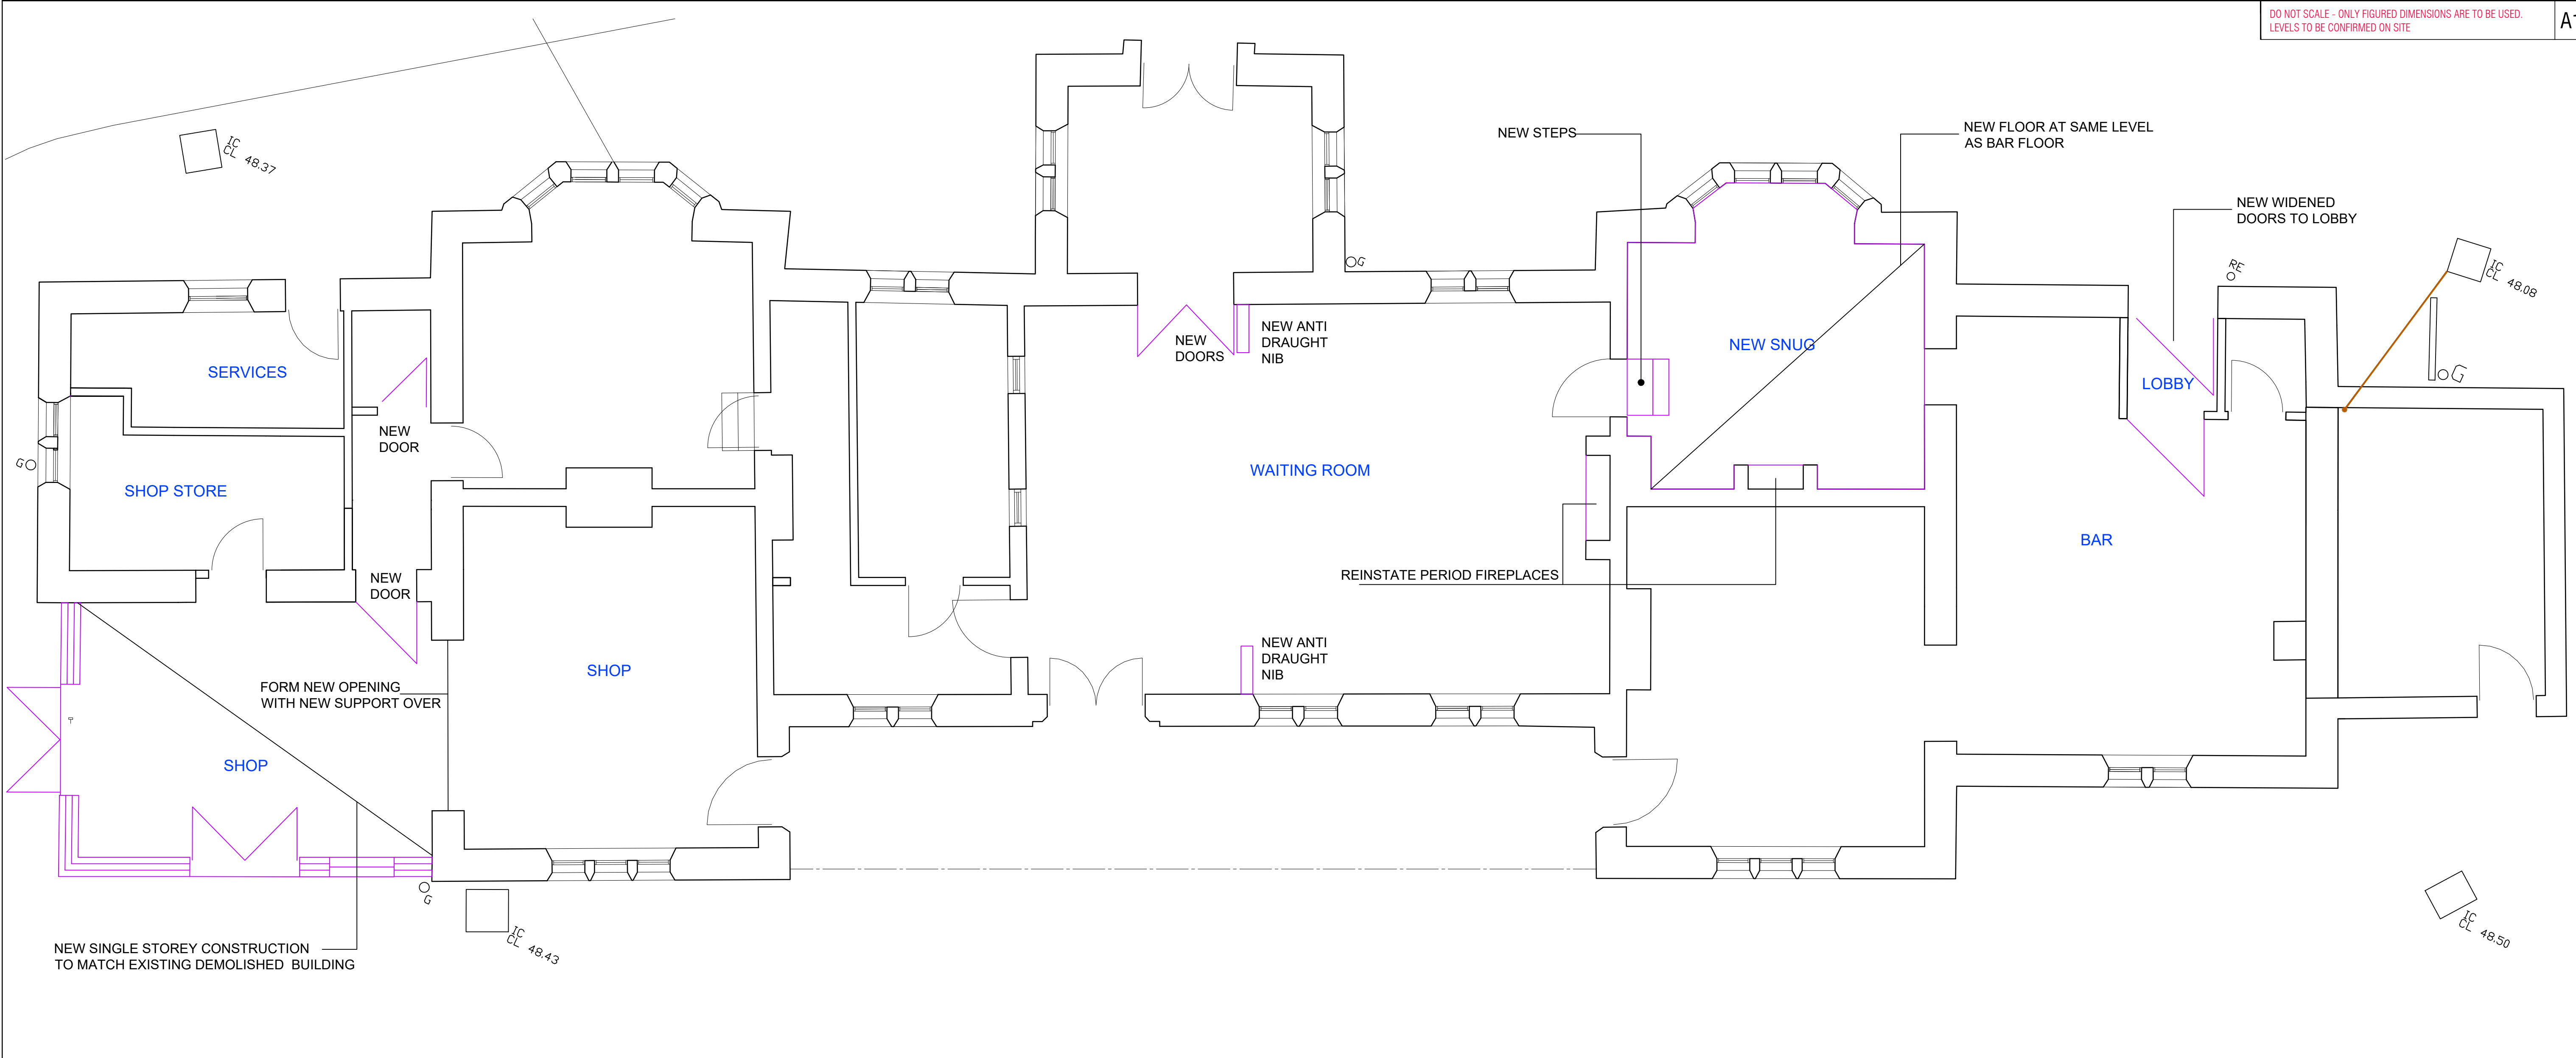 DO NOT SCALE - ONLY FIGURED DIMENSIONS ARE TO BE USED.
LEVELS TO BE CONFIRMED ON SITE
A1
IC
CL 48.37
NEW STEPS
NEW FLOOR AT SAME LEVEL
AS BAR FLOOR
NEW WIDENED
DOORS TO LOBBY
G
RE
IC
CL 48.08
SERVICES
NEW
DOORS
NEW ANTI
DRAUGHT
NIB
NEW SNUG
LOBBY
G
NEW
DOOR
G
SHOP STORE
WAITING ROOM
BAR
NEW
DOOR
REINSTATE PERIOD FIREPLACES
SHOP
NEW ANTI
DRAUGHT
NIB
FORM NEW OPENING
WITH NEW SUPPORT OVER
SHOP
G
IC
CL 48.43
IC
CL 48.50
NEW SINGLE STOREY CONSTRUCTION
TO MATCH EXISTING DEMOLISHED BUILDING